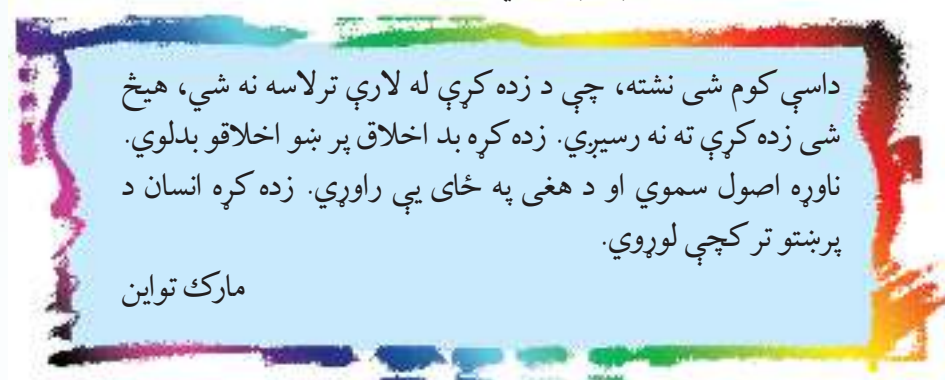 داسې کوم شی نشته، چې د زده کړې له لارې ترلاسه نه شي، هیڅ
شی زده کړې ته نه رسیږي. زده کړه بد اخلاق پر ښو اخلاقو بدلوي.
ناوړه اصول سموي او د هغی په ځای یې راوړي. زده کړه انسان د
پرښتو تر کچې لوړوي.
مارك تواین